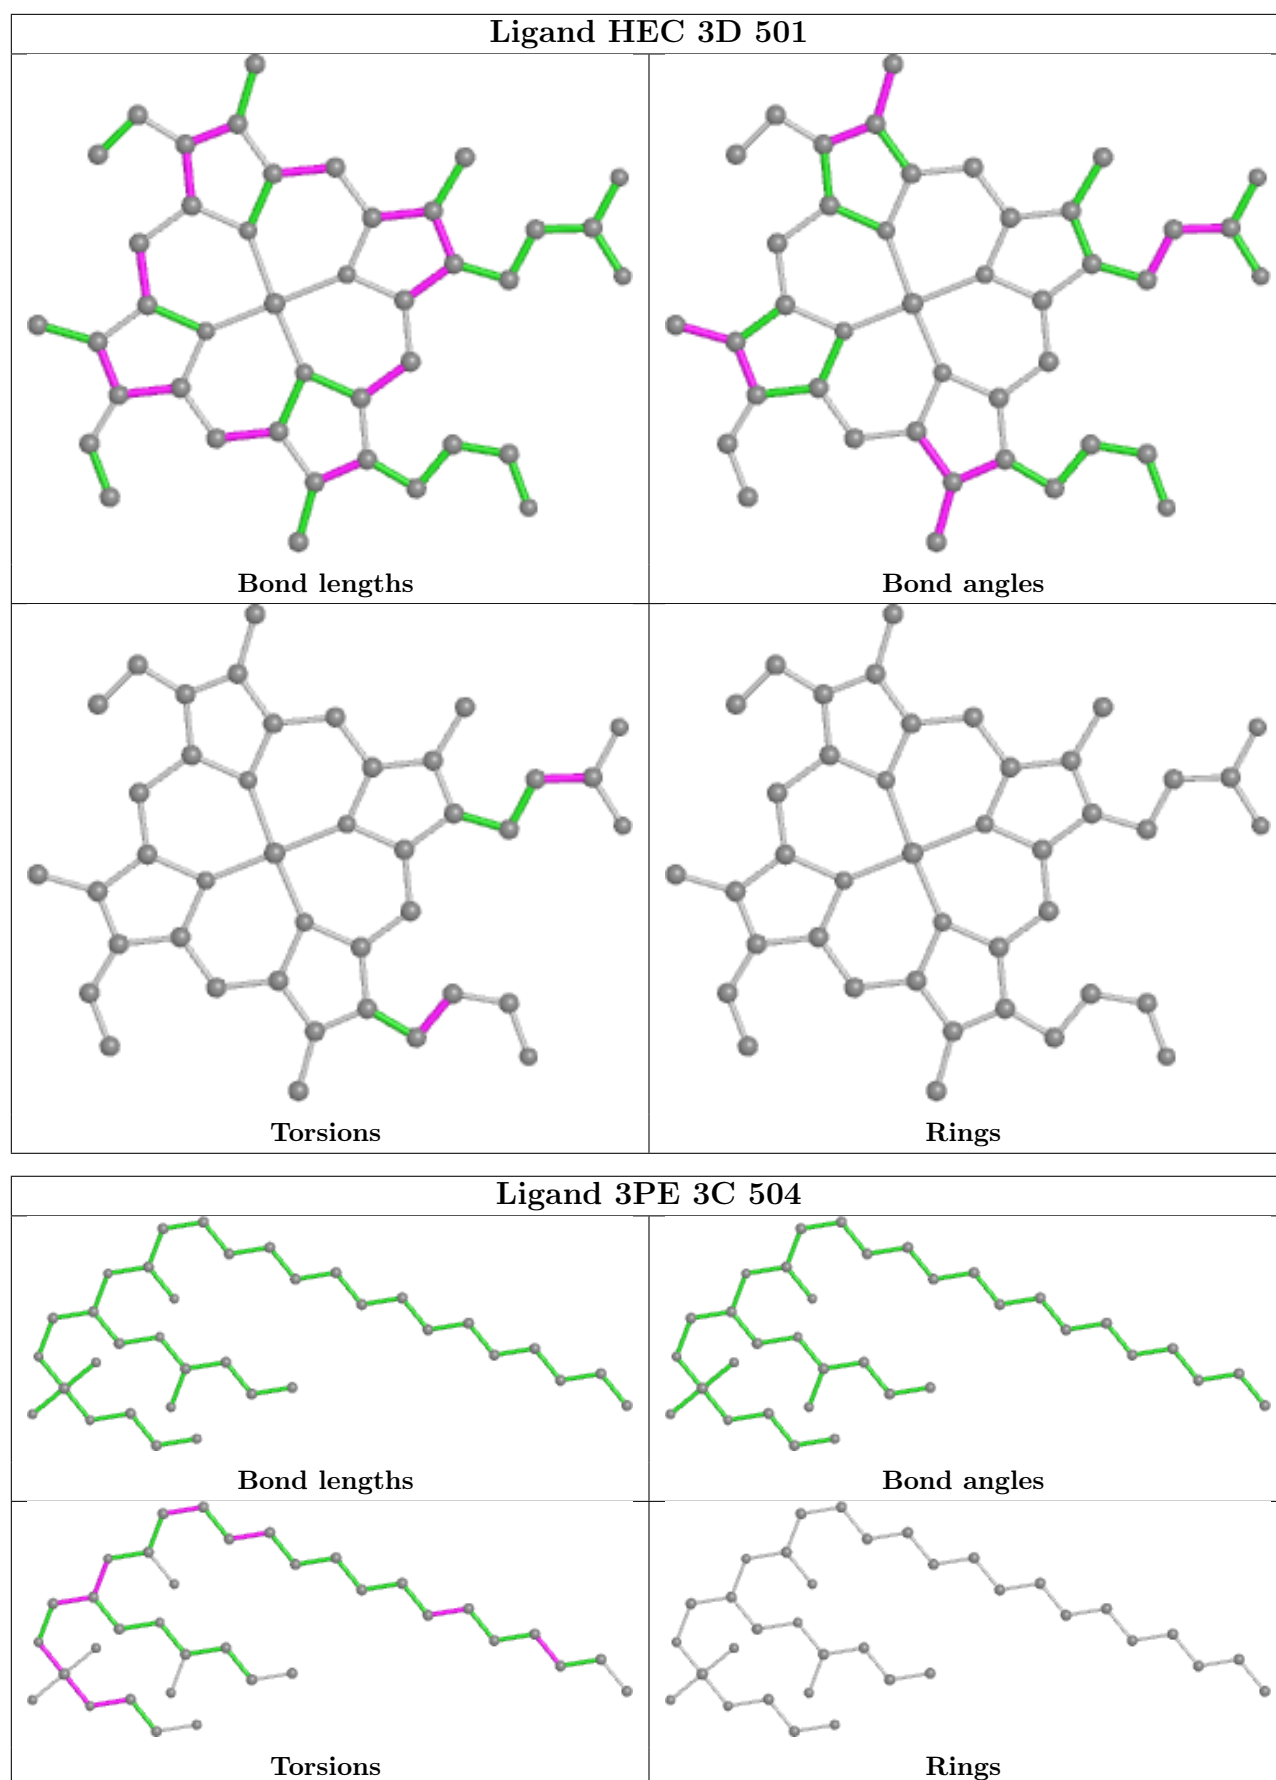 Ligand HEC 3D 501
Bond lengths
Bond angles
Torsions
Rings
Ligand 3PE 3C 504
Bond lengths
Bond angles
Torsions
Rings